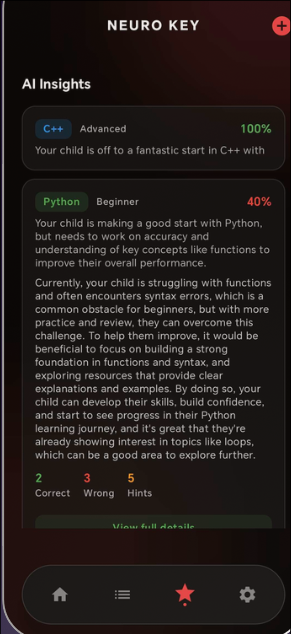 NEURO KEY
AI Insights
C++ Advanced 100%
Your child is off to a fantastic start in C++ with
Python Beginner 40%
Your child is making a good start with Python,
but needs to work on accuracy and
understanding of key concepts like functions to
improve their overall performance.
Currently, your child is struggling with functions
and often encounters syntax errors, which is a
common obstacle for beginners, but with more
practice and review, they can overcome this
challenge. To help them improve, it would be
beneficial to focus on building a strong
foundation in functions and syntax, and
exploring resources that provide clear
explanations and examples. By doing so, your
child can develop their skills, build confidence,
and start to see progress in their Python
learning journey, and it's great that they're
already showing interest in topics like loops,
which can be a good area to explore further.
2 3 5
Correct Wrong Hints
View full details